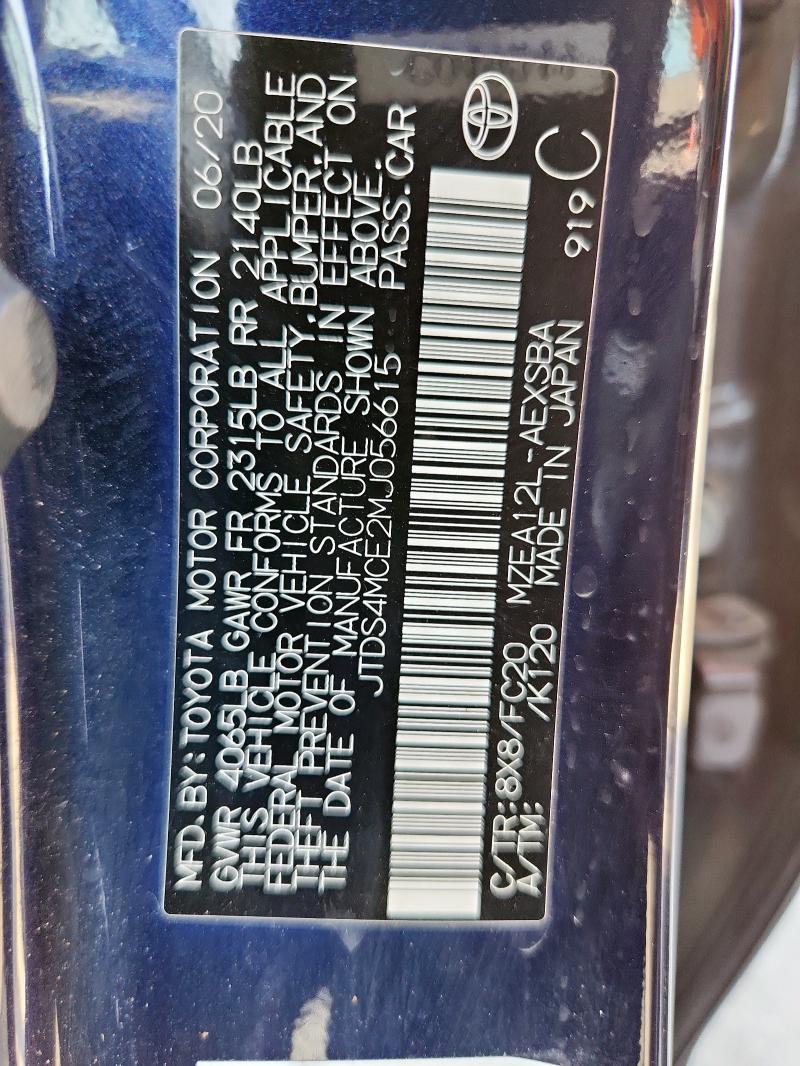 MFD.BY:TOYOTA MOTOR CORPORATION 06/20
GVWR 4065LB GAWR FR 2315LB RR 2140LB
THIS VEHICLE CONFORMS TO ALL APPLICABLE
FEDERAL MOTOR VEHICLE SAFETY,BUMPER,AND
THEFT PREVENTION STANDARDS IN EFFECT ON
THE DATE OF MANUFACTURE SHOWN ABOVE.
JTDS4MCE2MJ056615 PASS.CAR
C/TR:8X8/FC20 MZEA12L-AEXSBA
A/TM: /K120 MADE IN JAPAN
919 C